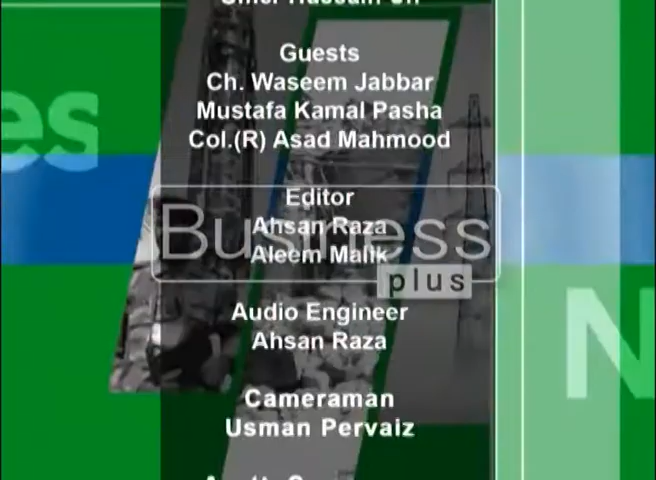 Guests
Ch. Waseem Jabbar
Mustafa Kamal Pasha
Col.(R) Asad Mahmood
Editor
Ahsan Raza
Aleem Malik
Business
plus
Audio Engineer
Ahsan Raza
Cameraman
Usman Pervaiz
es
N